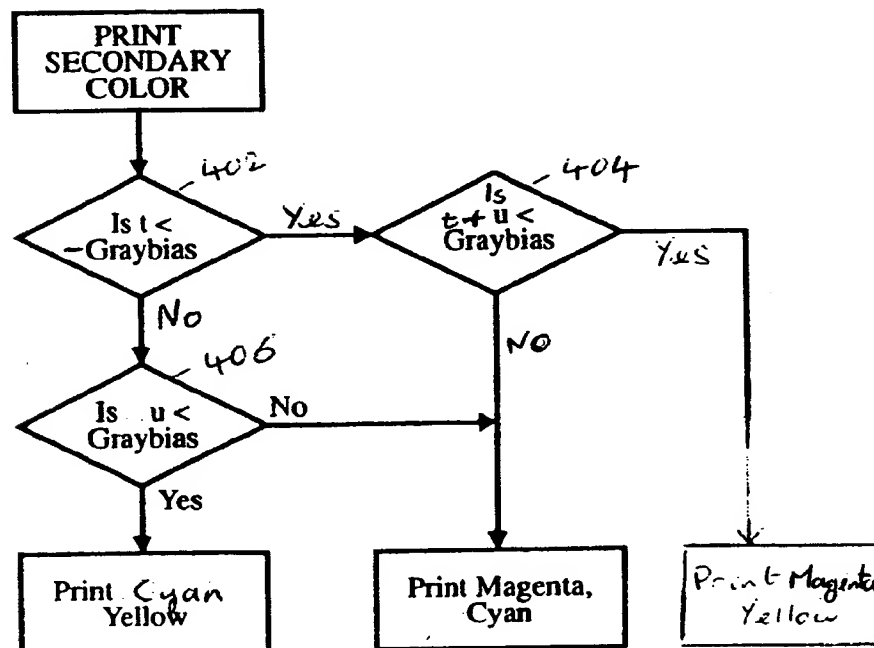 PRINT
SECONDARY
COLOR
402
Is t <
-Graybias
Yes
404
Is
t+ u <
Graybias
Yes
No
NO
406
Is u <
Graybias
No
Yes
Print Cyan
Yellow
Print Magenta,
Cyan
Print Magenta
Yellow